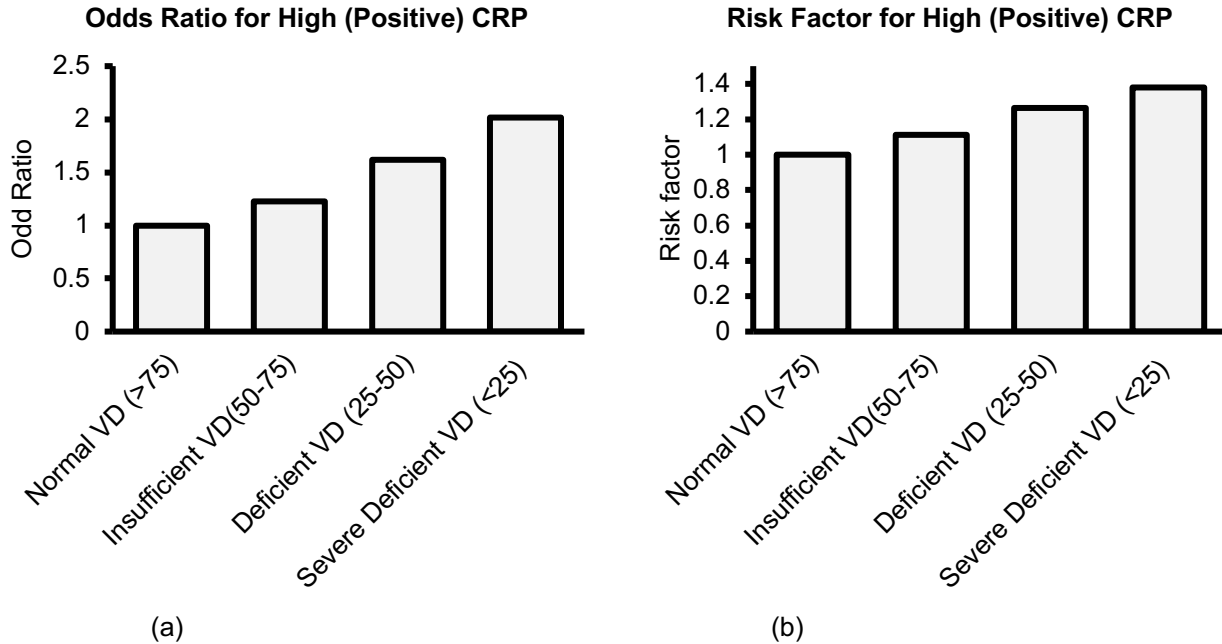 Odds Ratio for High (Positive) CRP
Odd Ratio
2.5
2
1.5
1
0.5
0
Normal VD (>75)
Insufficient VD(50-75)
Deficient VD (25-50)
Severe Deficient VD (<25)
(a)
Risk Factor for High (Positive) CRP
Risk factor
1.4
1.2
1
0.8
0.6
0.4
0.2
0
Normal VD (>75)
Insufficient VD(50-75)
Deficient VD (25-50)
Severe Deficient VD (<25)
(b)